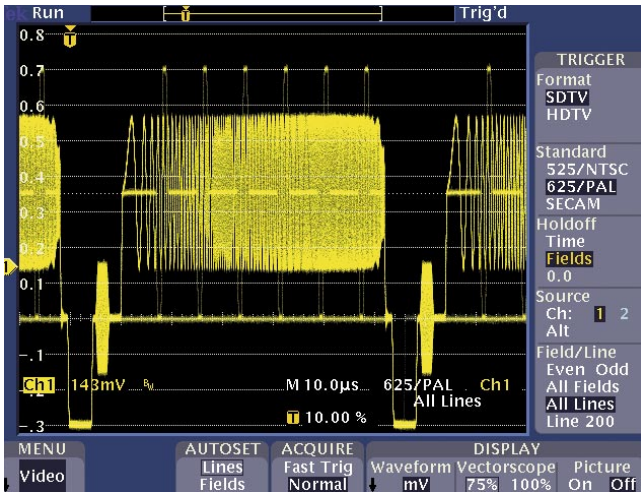 Run
Trig'd
T
T
0.8
0.7
0.6
0.5
0.4
0.3
0.2
1
0.1
0
-.1
-.3
Ch1 143mV BW M 10.0µs 625/PAL Ch1
All Lines
T 10.00 %
TRIGGER
Format
SDTV
HDTV
Standard
525/NTSC
625/PAL
SECAM
Holdoff
Time
Fields
0.0
Source
Ch: 1 2
Alt
Field/Line
Even Odd
All Fields
All Lines
Line 200
MENU
Video
AUTOSET
Lines
Fields
ACQUIRE
Fast Trig
Normal
DISPLAY
Waveform
mV
Vectorscope
75% 100%
Picture
On Off